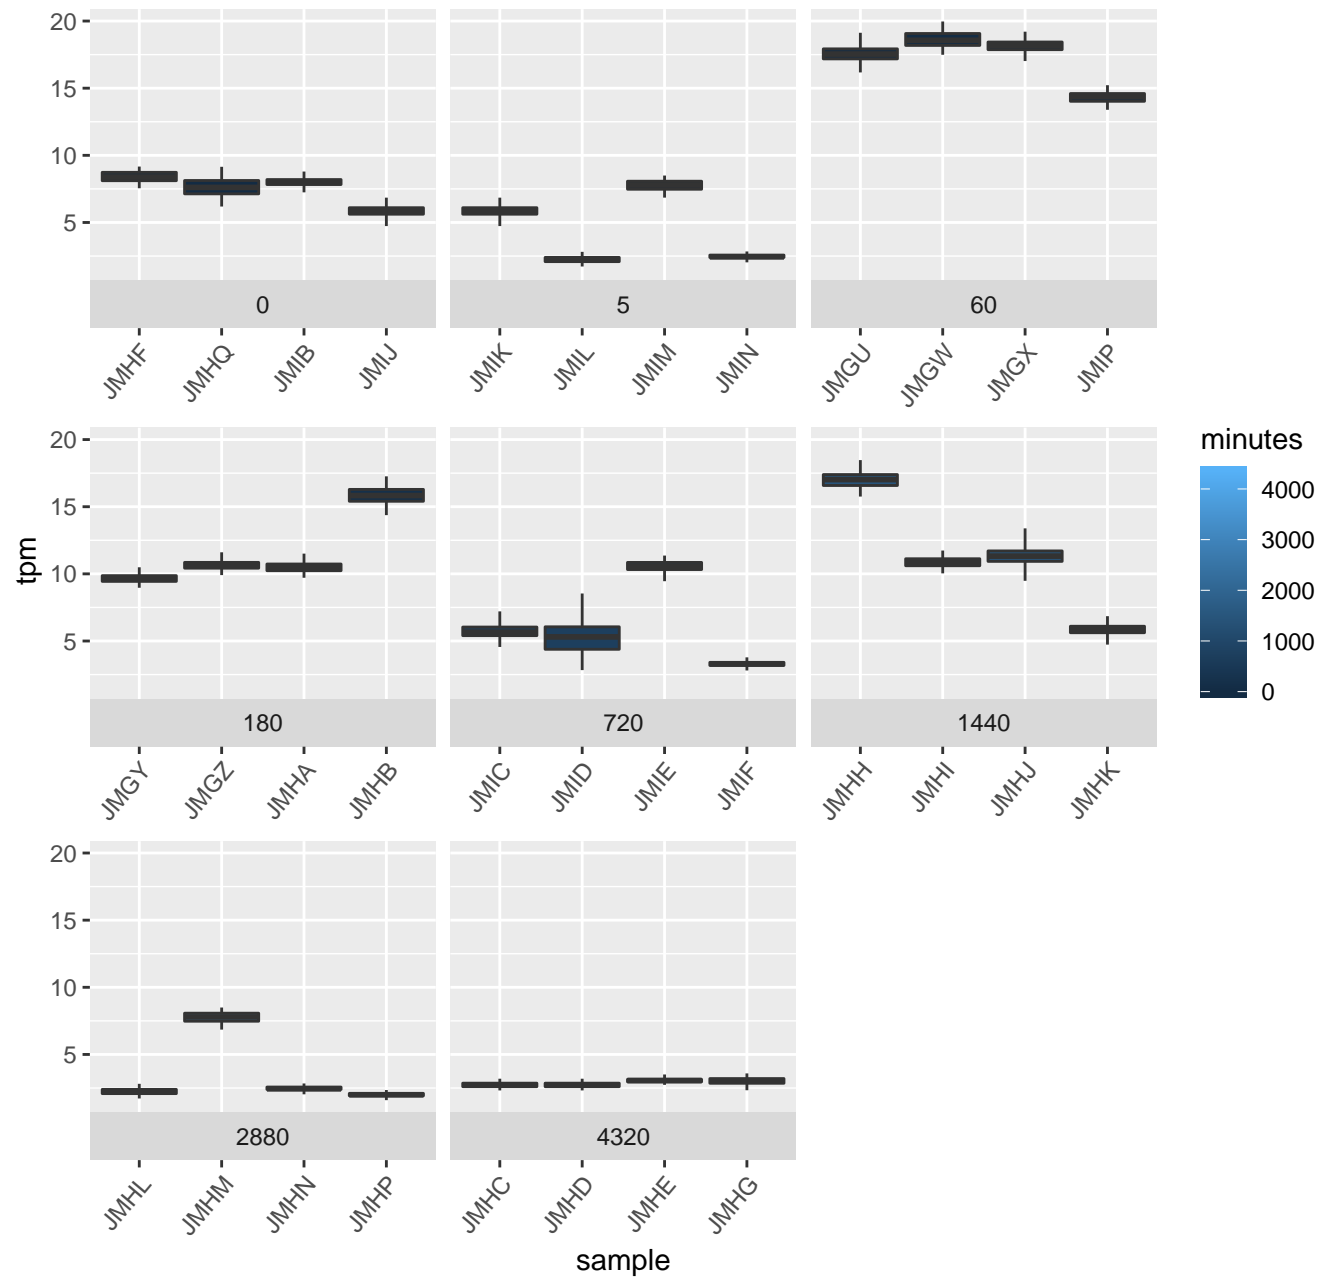 20
15
10
5
0
5
60
JMHF
JMHQ
JMIB
JMIJ
JMIK
JMIL
JMIM
JMIN
JMGU
JMGW
JMGX
JMIP
tpm
20
15
10
5
180
720
1440
JMGY
JMGZ
JMHA
JMHB
JMIC
JMID
JMIE
JMIF
JMHH
JMHI
JMHJ
JMHK
minutes
4000
3000
2000
1000
0
20
15
10
5
2880
4320
JMHL
JMHM
JMHN
JMHP
JMHC
JMHD
JMHE
JMHG
sample